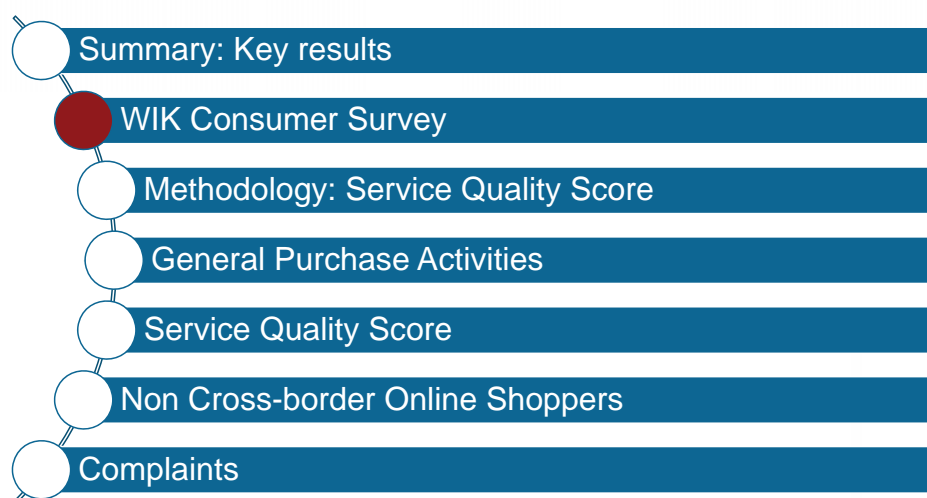 Summary: Key results
WIK Consumer Survey
Methodology: Service Quality Score
General Purchase Activities
Service Quality Score
Non Cross-border Online Shoppers
Complaints